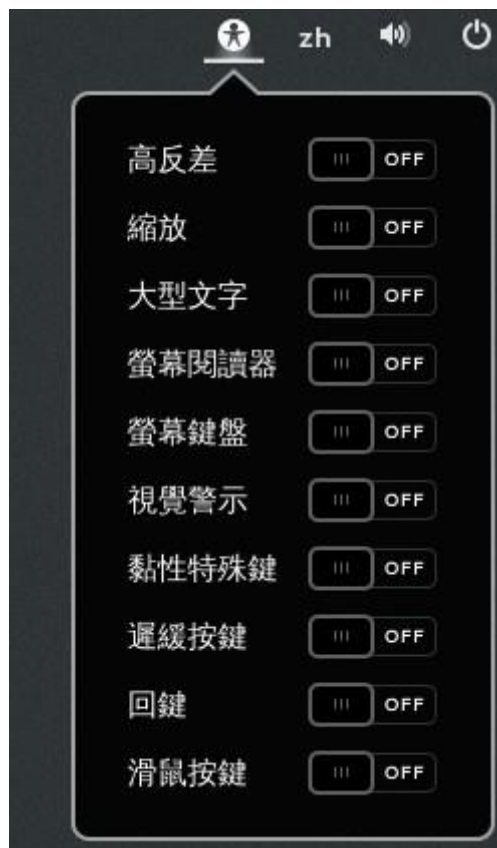 zh
高反差 OFF
縮放 OFF
大型文字 OFF
螢幕閱讀器 OFF
螢幕鍵盤 OFF
視覺警示 OFF
黏性特殊鍵 OFF
遲緩按鍵 OFF
回鍵 OFF
滑鼠按鍵 OFF